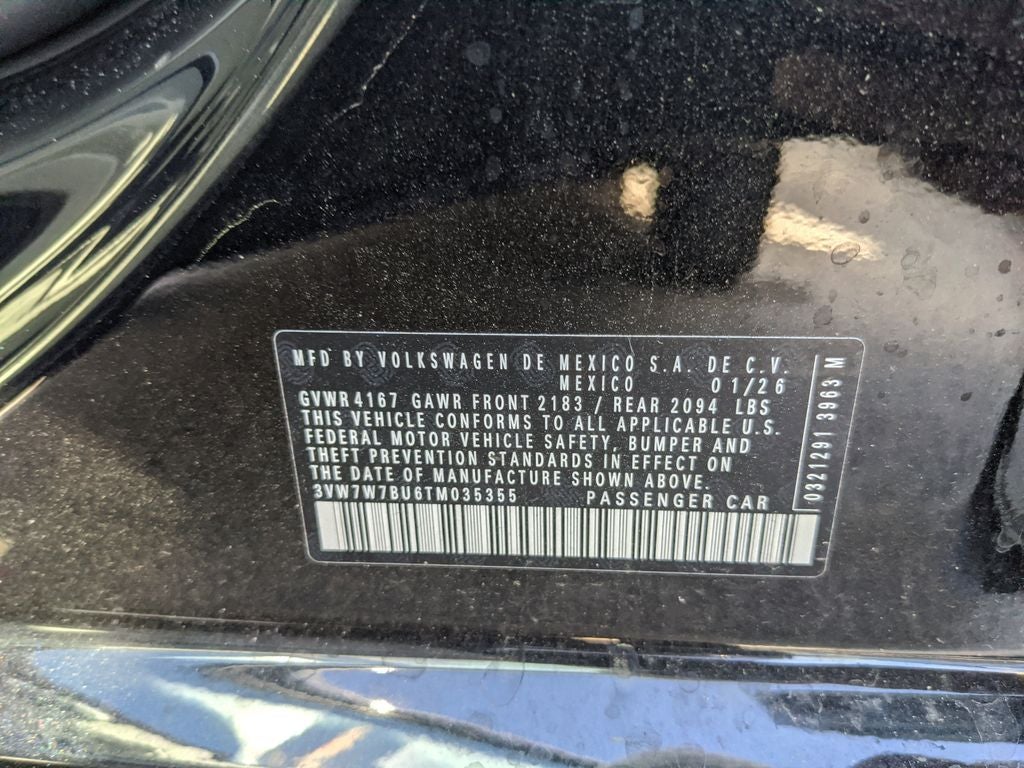 MFD BY VOLKSWAGEN DE MEXICO S.A. DE C.V.
MEXICO 01/26
GVWR 4167 GAWR FRONT 2183 / REAR 2094 LBS
THIS VEHICLE CONFORMS TO ALL APPLICABLE U.S.
FEDERAL MOTOR VEHICLE SAFETY, BUMPER AND
THEFT PREVENTION STANDARDS IN EFFECT ON
THE DATE OF MANUFACTURE SHOWN ABOVE.
3VW7W7BU6TM035355 PASSENGER CAR
0321291 3963 M